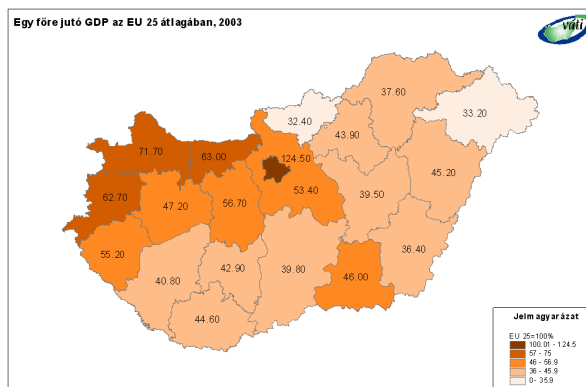 Egy főre jutó GDP az EU 25 átlagában, 2003
váti
37.60
33.20
32.40
43.90
71.70
63.00
124.50
45.20
53.40
62.70
47.20
56.70
39.50
55.20
36.40
40.80
42.90
39.80
46.00
44.60
Jelmagyarázat
EU 25=100%
100.01 - 124.5
57 - 75
46 - 56.9
36 - 45.9
0 - 35.9